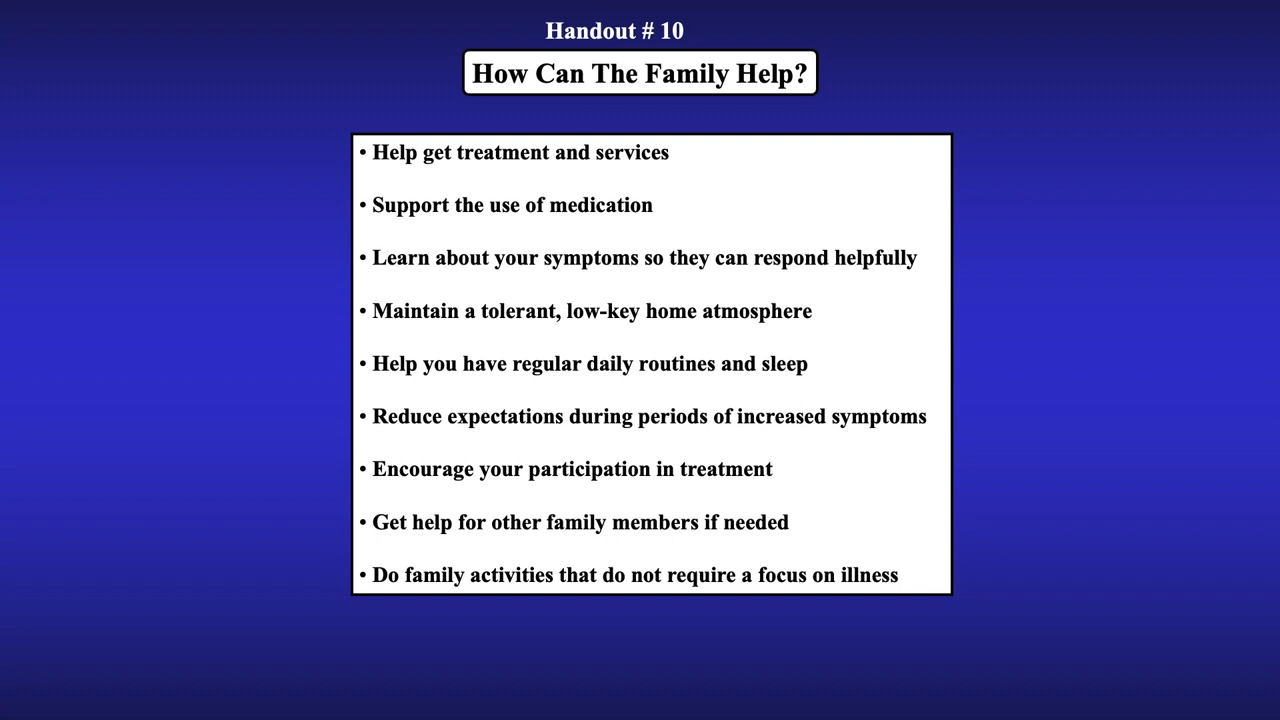 Handout # 10
How Can The Family Help?
• Help get treatment and services
• Support the use of medication
• Learn about your symptoms so they can respond helpfully
• Maintain a tolerant, low-key home atmosphere
• Help you have regular daily routines and sleep
• Reduce expectations during periods of increased symptoms
• Encourage your participation in treatment
• Get help for other family members if needed
• Do family activities that do not require a focus on illness